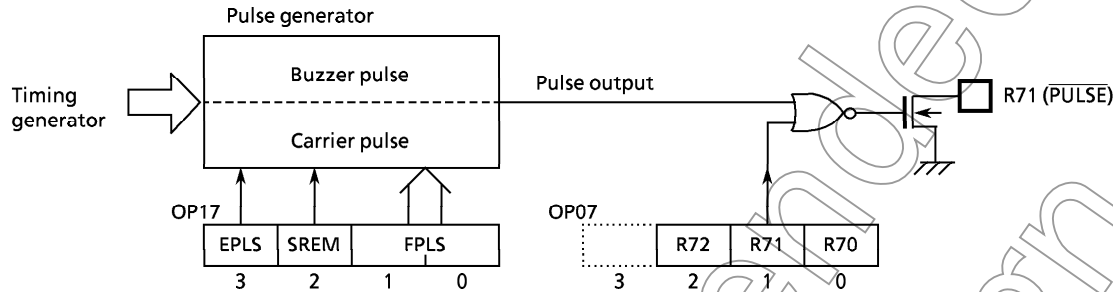 Pulse generator
Buzzer pulse
Timing
generator
Pulse output
R71 (PULSE)
Carrier pulse
OP17
OP07
EPLS SREM FPLS
R72 R71 R70
3 2 1 0
3 2 1 0